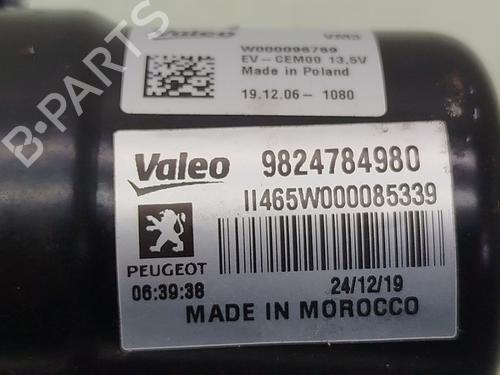 Valeo VM3
W000096789
EV-CEM00 13,5V
Made in Poland
19.12.06-1080
Valeo 9824784980
II465W000085339
PEUGEOT
06:39:38 24/12/19
MADE IN MOROCCO
B-PARTS